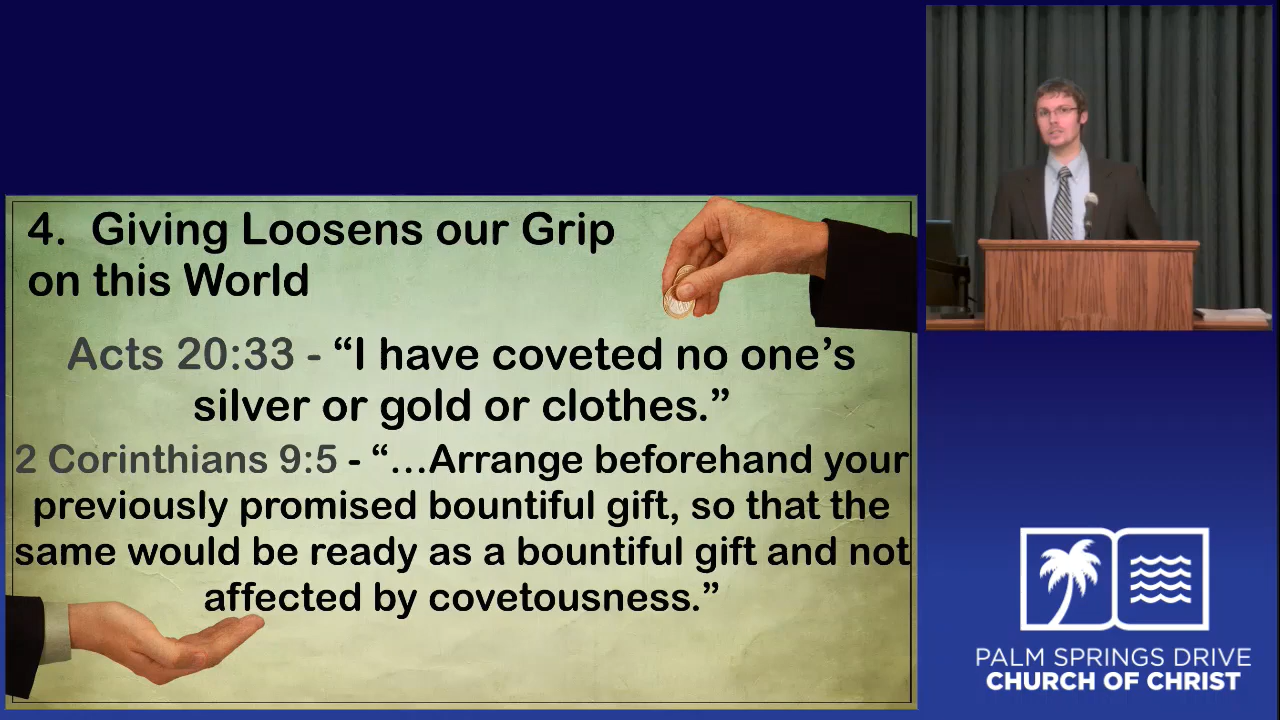 4.  Giving Loosens our Grip
on this World
Acts 20:33 - “I have coveted no one’s
silver or gold or clothes.”
2 Corinthians 9:5 - “…Arrange beforehand your
previously promised bountiful gift, so that the
same would be ready as a bountiful gift and not
affected by covetousness.”
PALM SPRINGS DRIVE
CHURCH OF CHRIST